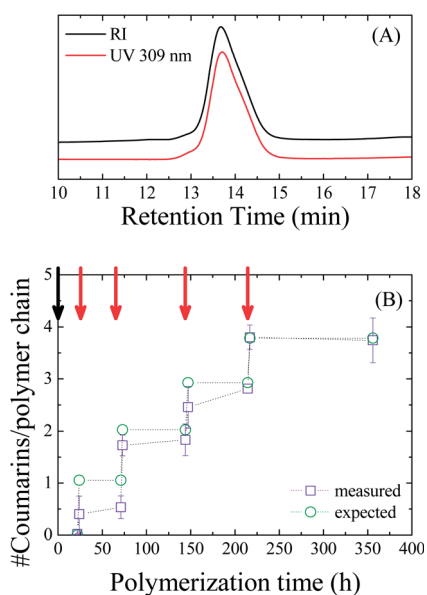 (A)
RI
UV 309 nm
10 11 12 13 14 15 16 17 18
Retention Time (min)
(B)
5
4
3
2
1
0
#Coumarins/polymer chain
measured
expected
0 50 100 150 200 250 300 350 400
Polymerization time (h)